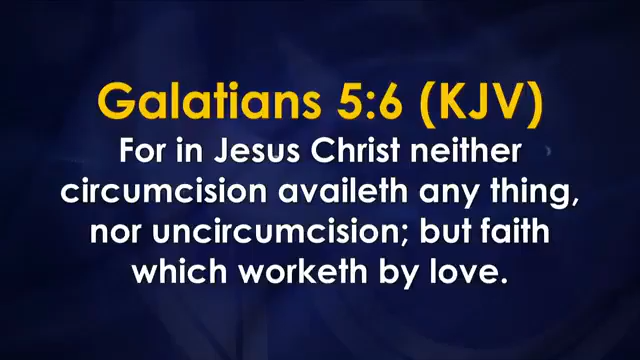 Galatians 5:6 (KJV)
For in Jesus Christ neither
circumcision availeth any thing,
nor uncircumcision; but faith
which worketh by love.